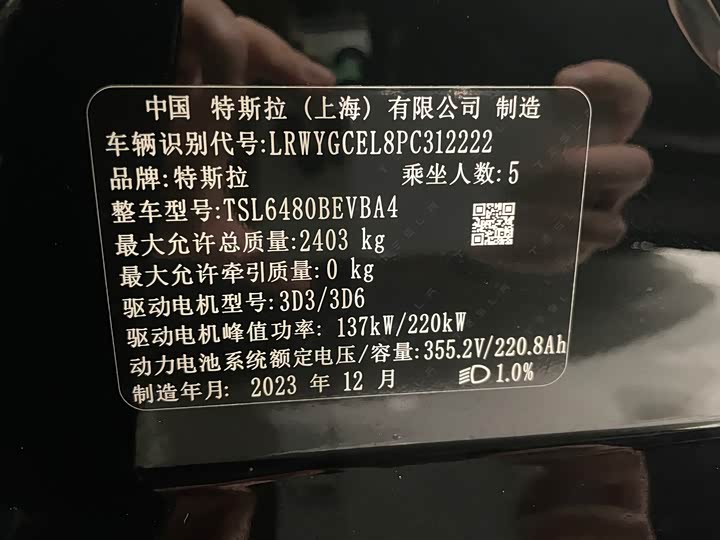 中国 特斯拉（上海）有限公司 制造
车辆识别代号:LRWYGCEL8PC312222
品牌:特斯拉 乘坐人数:5
整车型号:TSL6480BEVBA4
最大允许总质量:2403 kg
最大允许牵引质量:0 kg
驱动电机型号:3D3/3D6
驱动电机峰值功率: 137kW/220kW
动力电池系统额定电压/容量:355.2V/220.8Ah
制造年月: 2023 年 12 月 1.0%